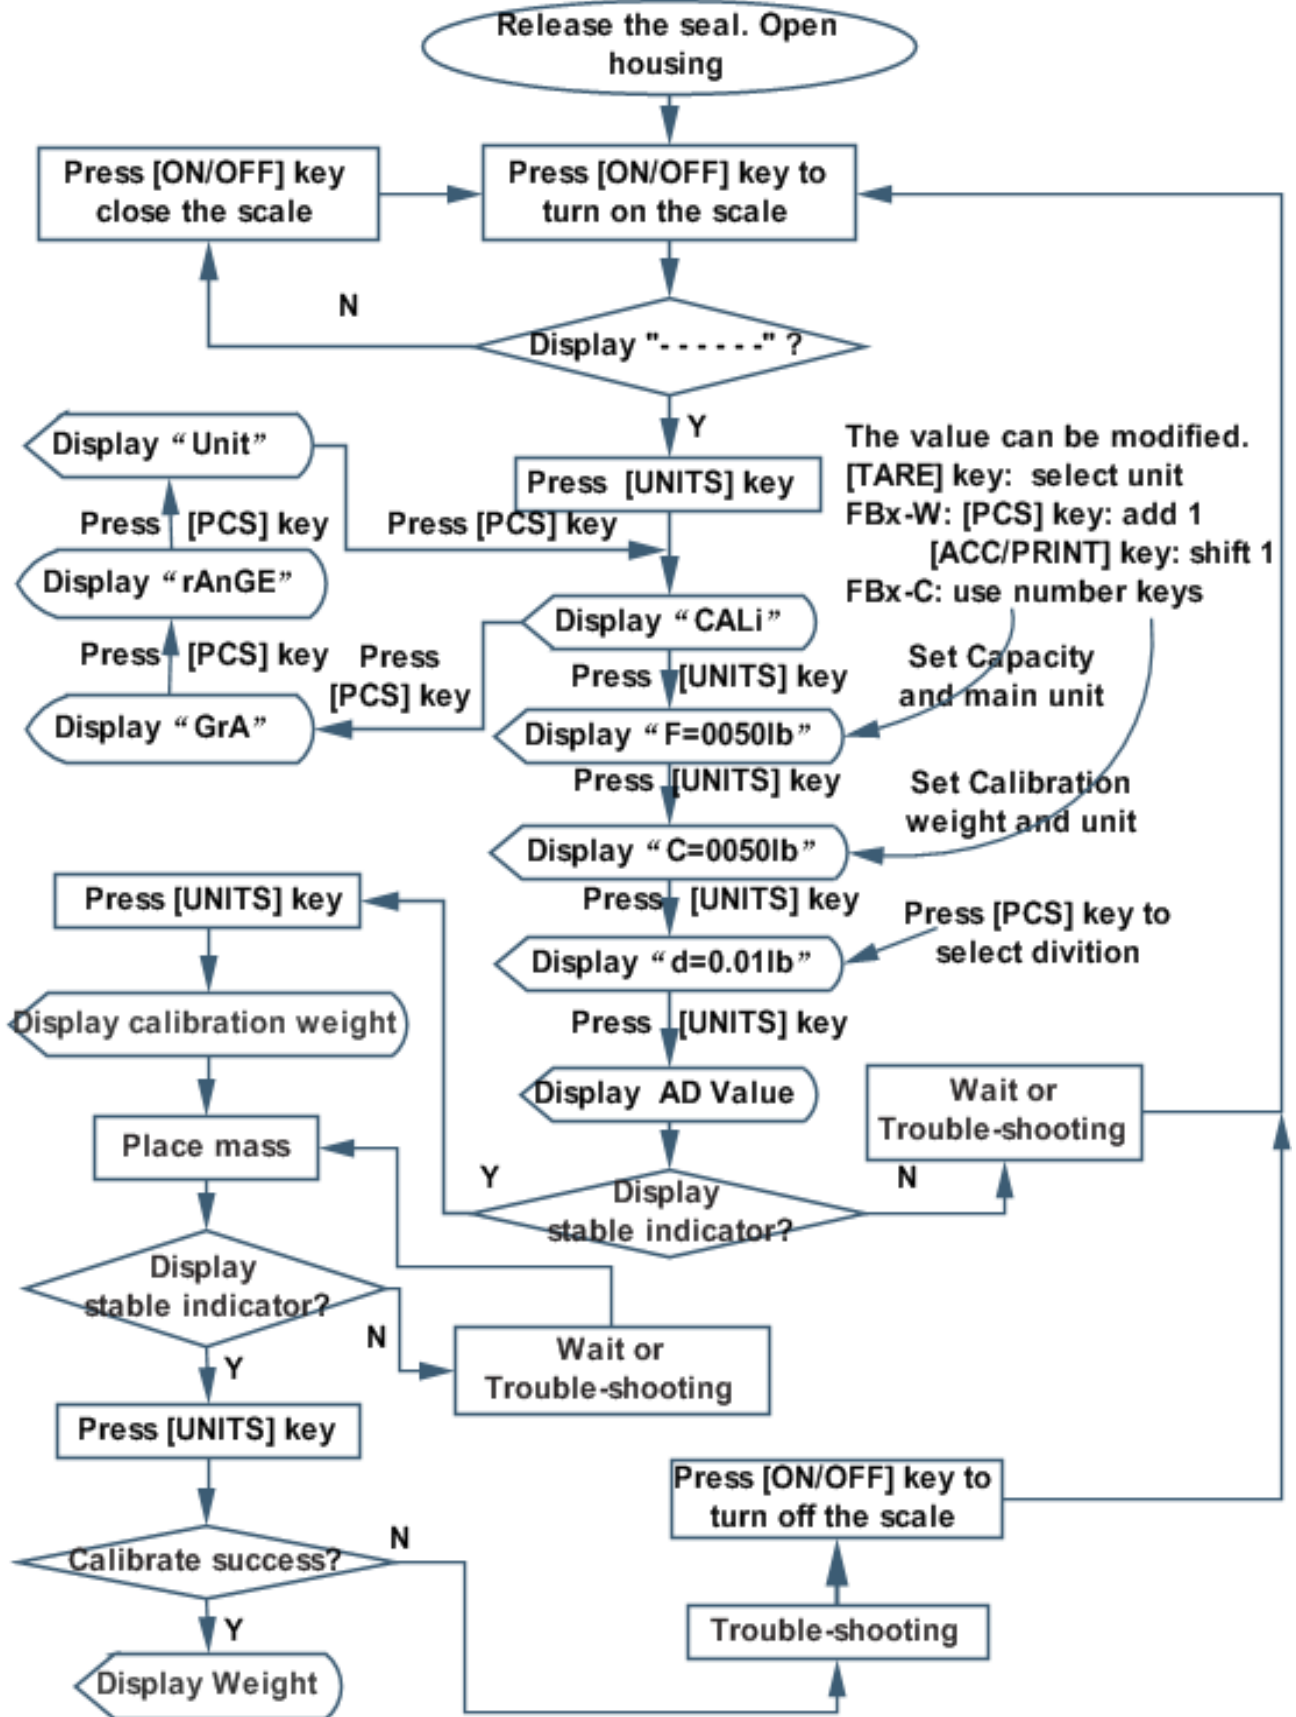 Release the seal. Open
housing
Press [ON/OFF] key
close the scale
Press [ON/OFF] key to
turn on the scale
N
Display "- - - - - -" ?
Y
Display “Unit”
Press [UNITS] key
The value can be modified.
[TARE] key: select unit
FBx-W: [PCS] key: add 1
[ACC/PRINT] key: shift 1
FBx-C: use number keys
Press [PCS] key
Press [PCS] key
Display “rAnGE”
Display “CALi”
Press [PCS] key
Press
[PCS] key
Press [UNITS] key
Set Capacity
and main unit
Display “GrA”
Display “F=0050lb”
Press [UNITS] key
Set Calibration
weight and unit
Display “C=0050lb”
Press [UNITS] key
Press [UNITS] key
Press [PCS] key to
select divition
Display “d=0.01lb”
Display calibration weight
Press [UNITS] key
Display AD Value
Wait or
Trouble-shooting
Place mass
Y
N
Display
stable indicator?
Display
stable indicator?
N
Wait or
Trouble-shooting
Y
Press [UNITS] key
Press [ON/OFF] key to
turn off the scale
N
Calibrate success?
Y
Trouble-shooting
Display Weight